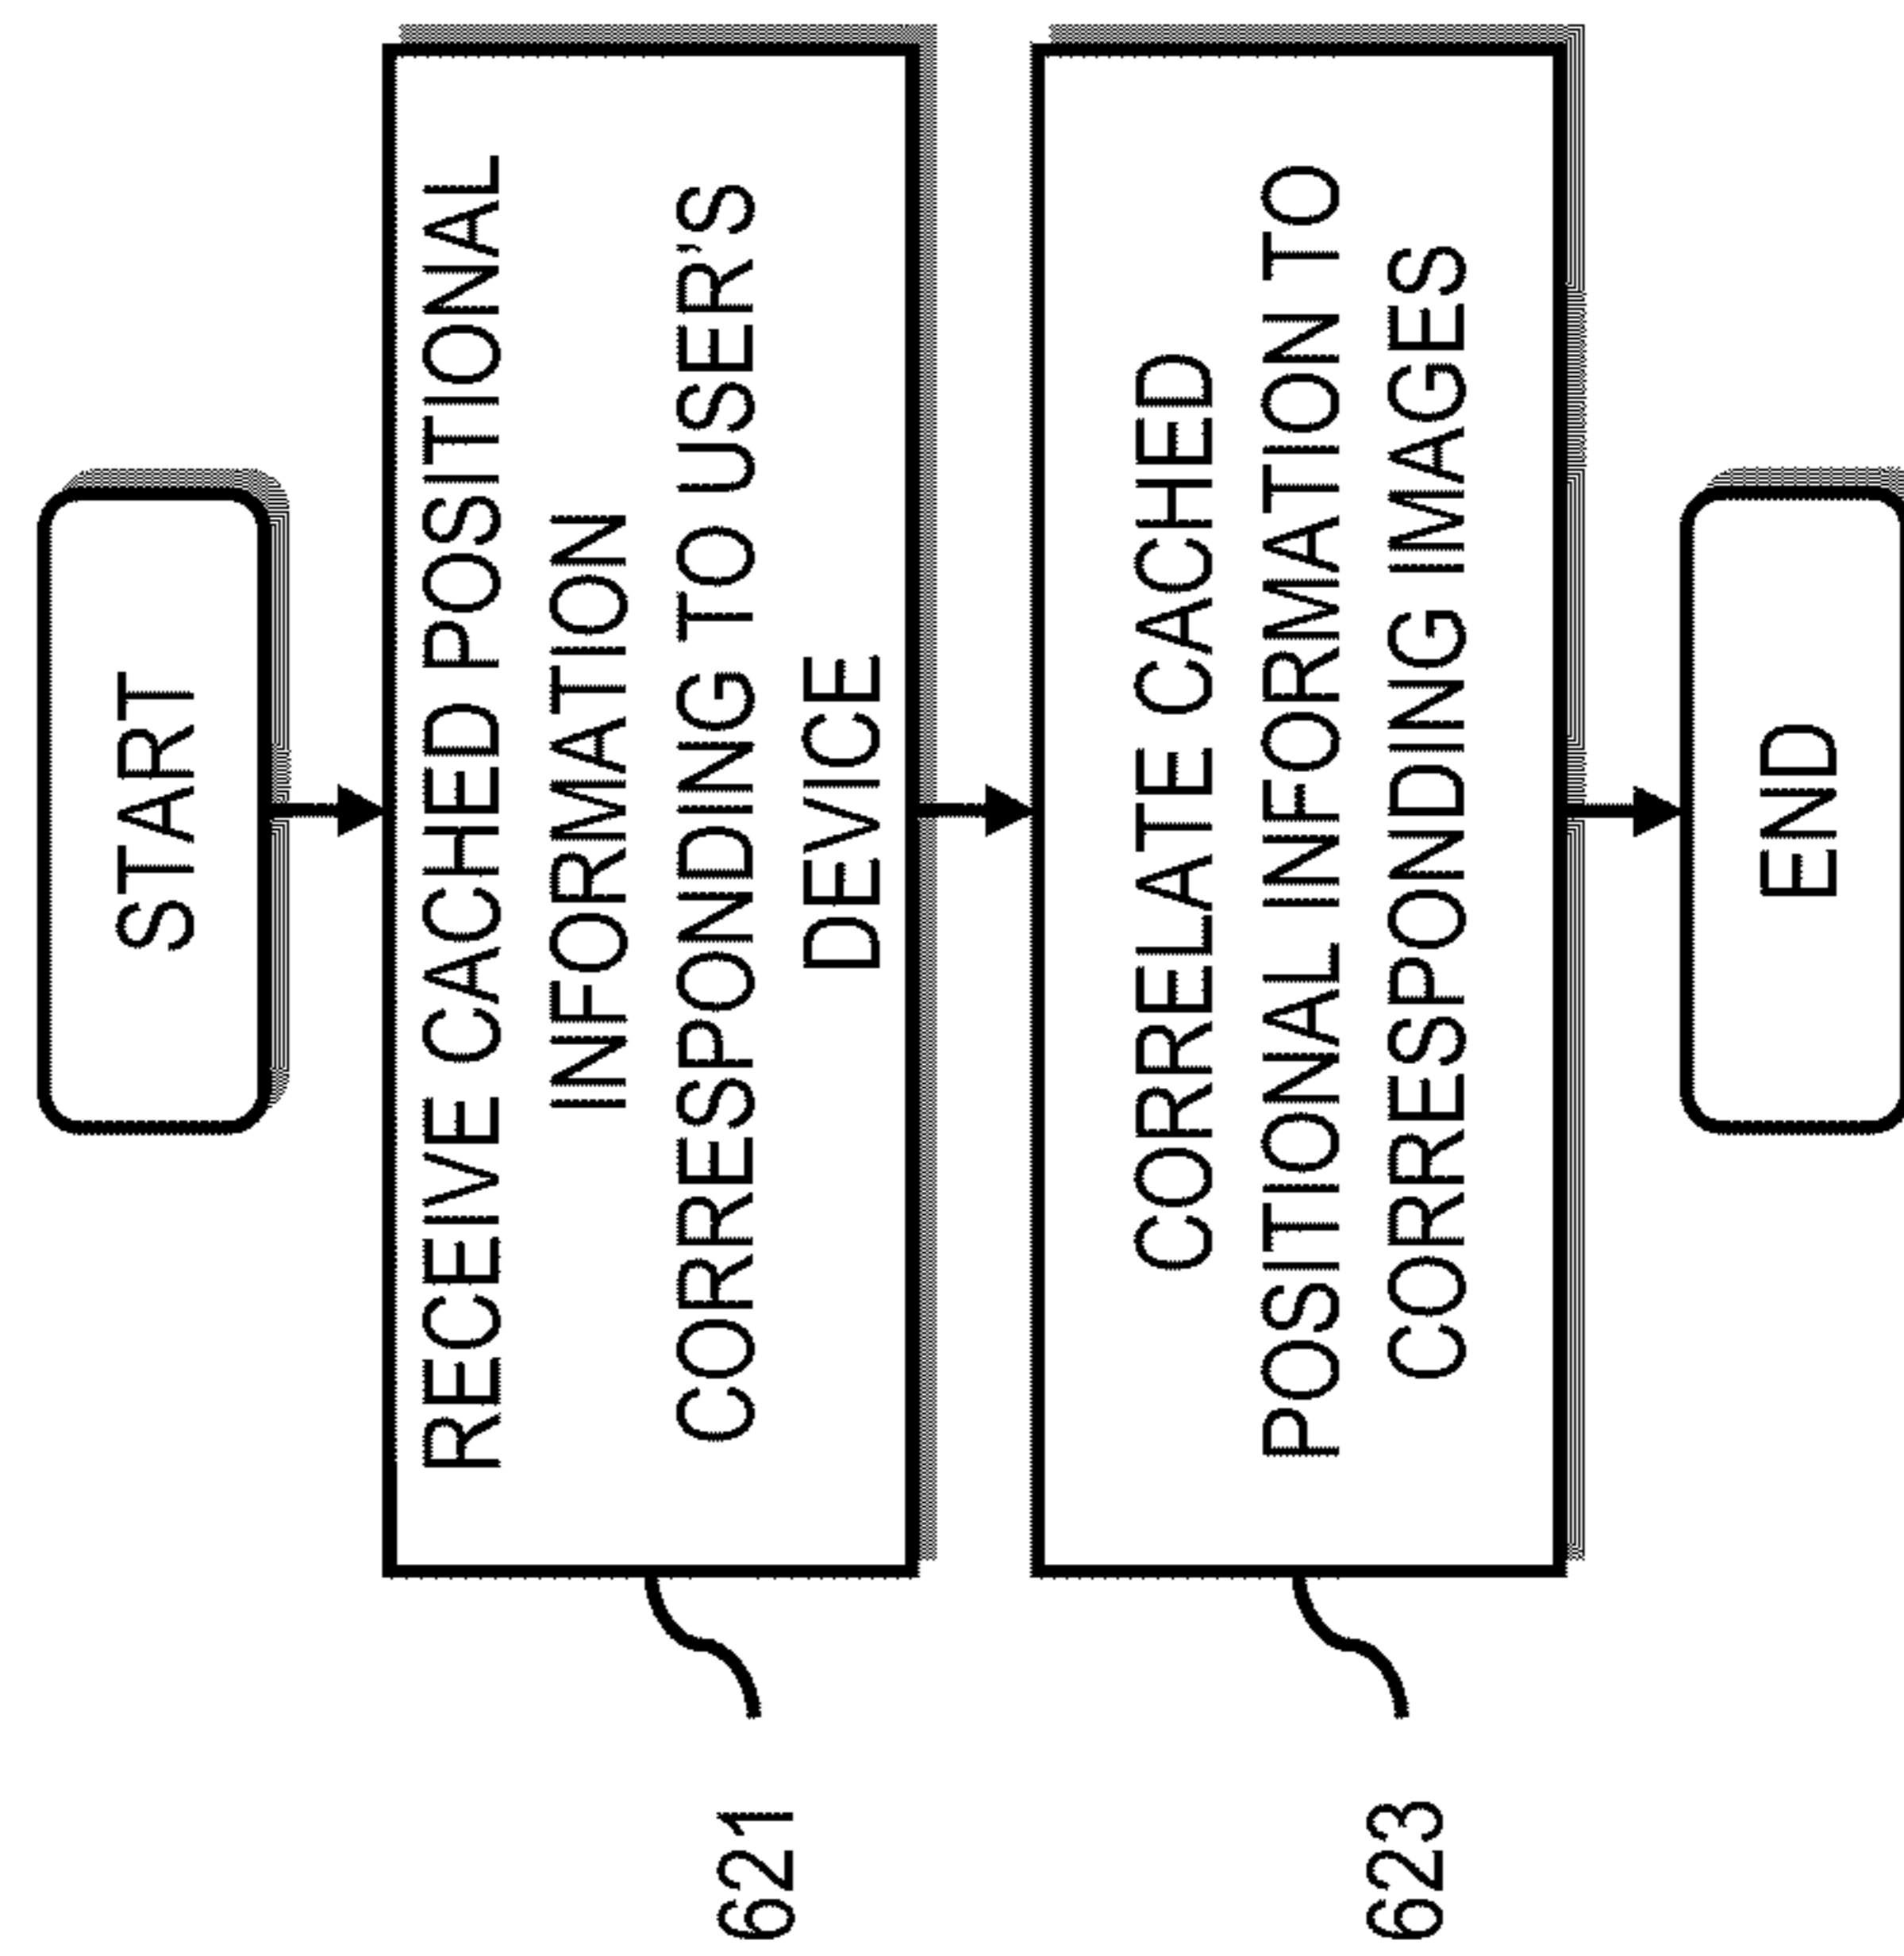 START
RECEIVE CACHED POSITIONAL
INFORMATION
CORRESPONDING TO USER'S
DEVICE
621
CORRELATE CACHED
POSITIONAL INFORMATION TO
CORRESPONDING IMAGES
623
END